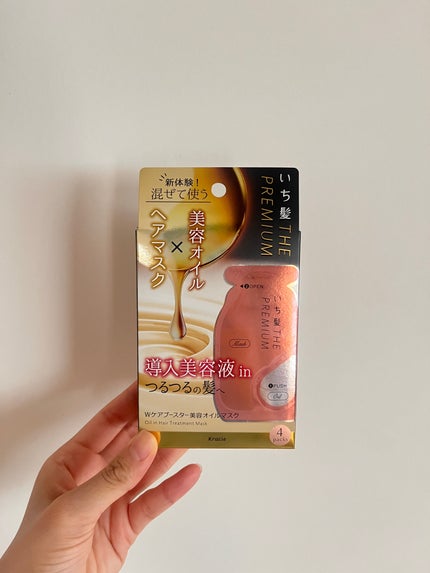 新体験!
混ぜて使う
美容オイル
×
ヘアマスク
いち髪 THE PREMIUM
OPEN
いち髪 THE PREMIUM
Mask
PUSH
Oil
導入美容液 in
つるつるの髪へ
Wケアブースター美容オイルマスク
Oil in Hair Treatment Mask
Kracie
4
packs